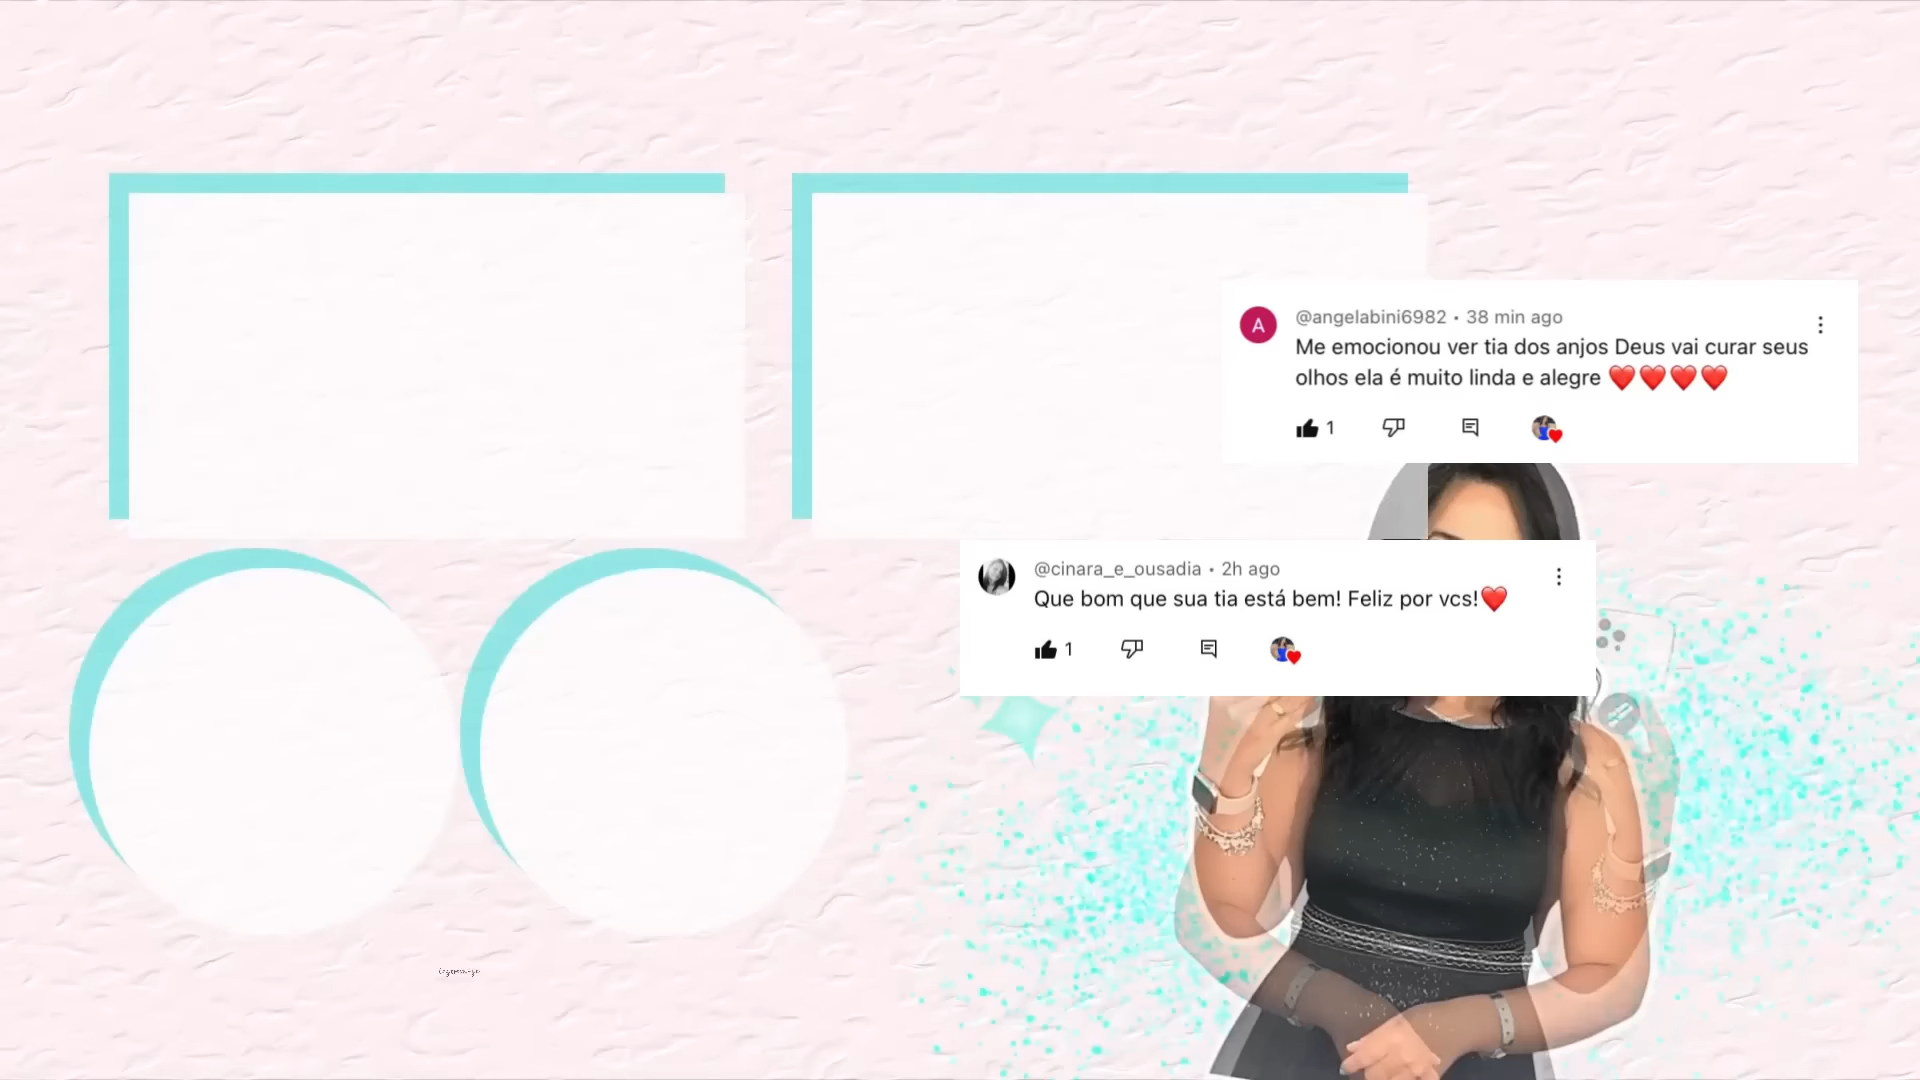 @angelabini6982 • 38 min ago
Me emocionou ver tia dos anjos Deus vai curar seus
olhos ela é muito linda e alegre ❤️❤️❤️❤️
1
@cinara_e_ousadia • 2h ago
Que bom que sua tia está bem! Feliz por vcs!❤️
1